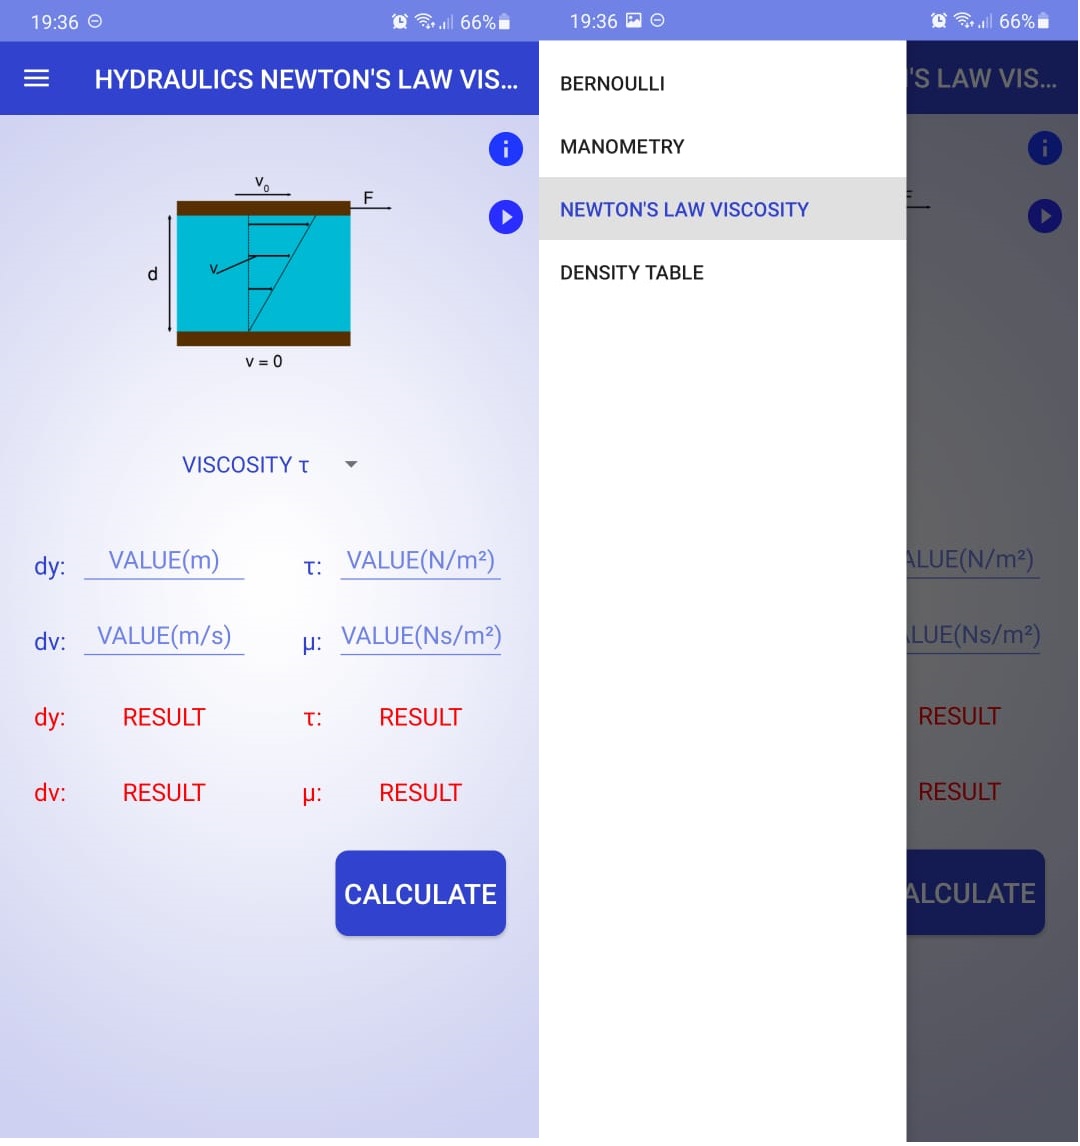 19:36 66%
HYDRAULICS NEWTON'S LAW VIS...
i
v0
F
v
d
v = 0
VISCOSITY τ
dy: VALUE(m) τ: VALUE(N/m²)
dv: VALUE(m/s) μ: VALUE(Ns/m²)
dy: RESULT τ: RESULT
dv: RESULT μ: RESULT
CALCULATE
19:36 66%
'S LAW VIS...
BERNOULLI
MANOMETRY
NEWTON'S LAW VISCOSITY
DENSITY TABLE
i
F
ALUE(N/m²)
LUE(Ns/m²)
RESULT
RESULT
ALCULATE